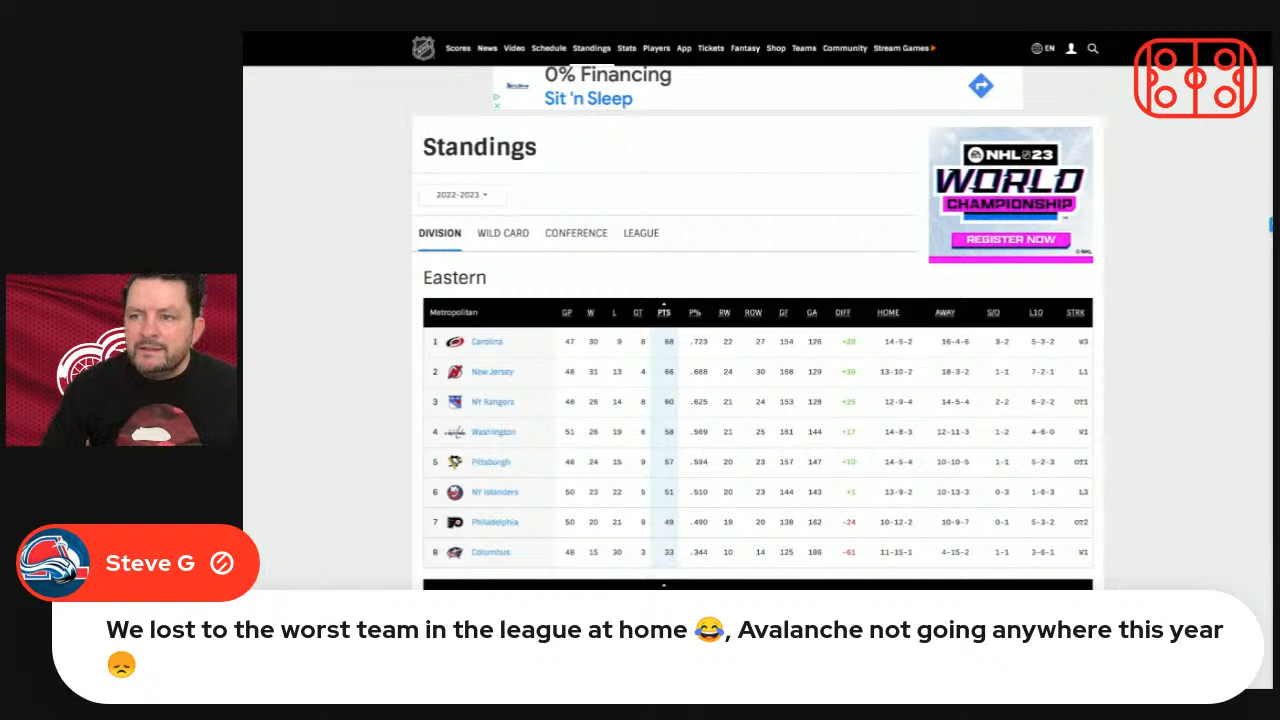 Scores News Video Schedule Standings Stats Players App Tickets Fantasy Shop Teams Community Stream Games EN
0% Financing
Sit 'n Sleep
Standings
2022-2023
DIVISION WILD CARD CONFERENCE LEAGUE
NHL 23
WORLD
CHAMPIONSHIP
REGISTER NOW
Eastern
Metropolitan GP W L OT PTS P% RW ROW GF GA DIFF HOME AWAY S/O L10 STRK
1 Carolina 47 30 9 8 68 .723 22 27 154 126 +28 14-5-2 16-4-6 3-2 5-3-2 W3
2 New Jersey 48 31 13 4 66 .688 24 30 168 129 +39 13-10-2 18-3-2 1-1 7-2-1 L1
3 NY Rangers 48 26 14 8 60 .625 21 24 153 128 +25 12-9-4 14-5-4 2-2 6-2-2 OT1
4 Washington 51 26 19 6 58 .569 21 25 161 144 +17 14-8-3 12-11-3 1-2 4-6-0 W1
5 Pittsburgh 48 24 15 9 57 .594 20 23 157 147 +10 14-5-4 10-10-5 1-1 5-2-3 OT1
6 NY Islanders 50 23 22 5 51 .510 20 23 144 143 +1 13-9-2 10-13-3 0-3 1-6-3 L3
7 Philadelphia 50 20 21 9 49 .490 19 20 138 162 -24 10-12-2 10-9-7 0-1 5-3-2 OT2
8 Columbus 48 15 30 3 33 .344 10 14 125 186 -61 11-15-1 4-15-2 1-1 3-6-1 W1
Steve G
We lost to the worst team in the league at home 😂, Avalanche not going anywhere this year
😞